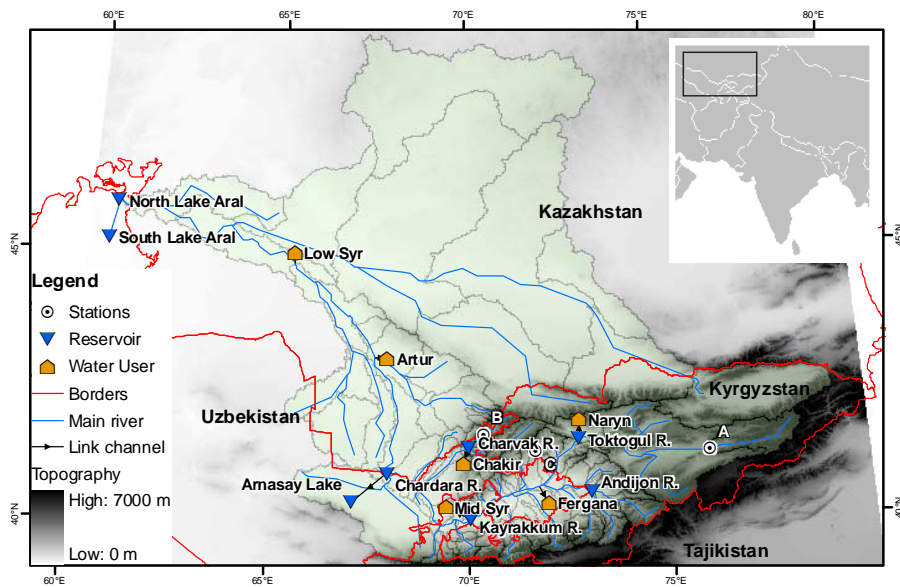 60°E 65°E 70°E 75°E 80°E
Kazakhstan
North Lake Aral
South Lake Aral
45°N
45°N
Low Syr
Legend
Stations
Reservoir
Water User
Borders
Main river
Link channel
Topography
High: 7000 m
Low: 0 m
Artur
Kyrgyzstan
Uzbekistan
B
Naryn
A
Charvak R.
Toktogul R.
Chakir
C
Amasay Lake
Chardara R.
Andijon R.
Mid Syr
Fergana
40°N
40°N
Kayrakkum R.
Tajikistan
60°E 65°E 70°E 75°E